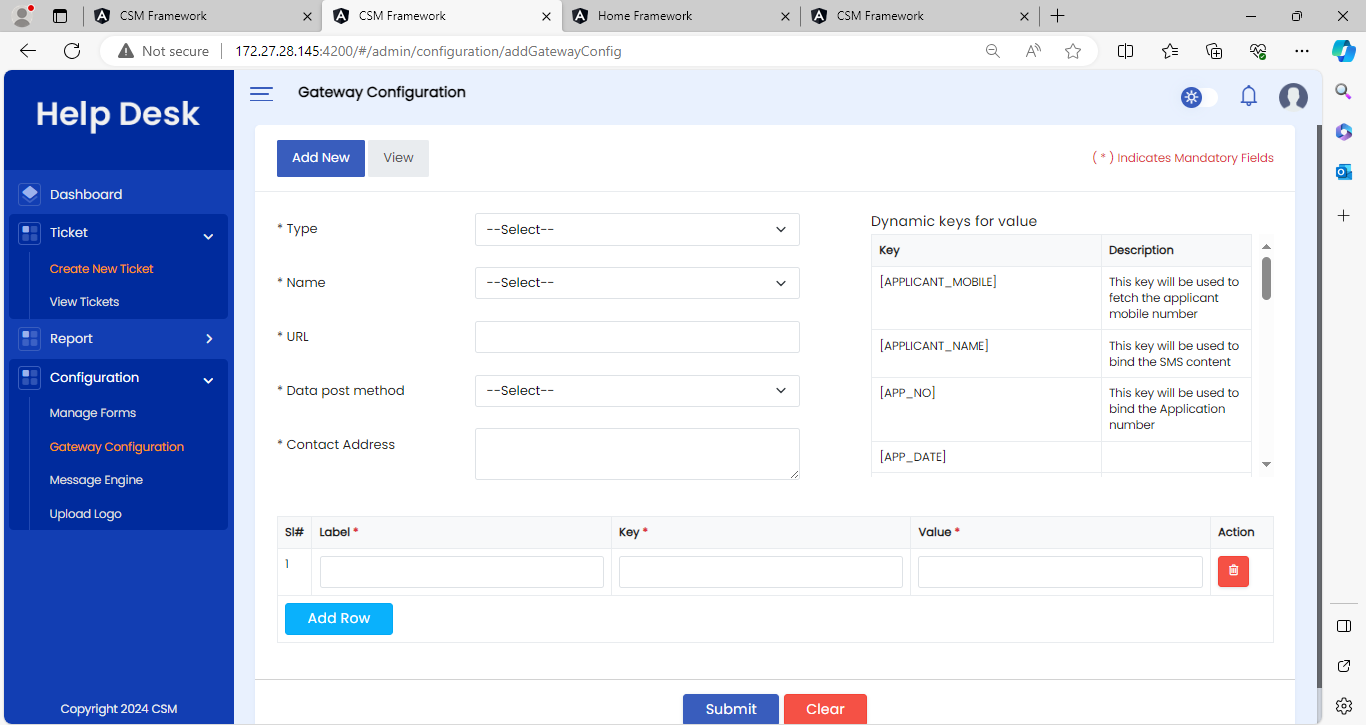 CSM Framework
CSM Framework
Home Framework
CSM Framework
Not secure
172.27.28.145:4200/#/admin/configuration/addGatewayConfig
Help Desk
Gateway Configuration
Dashboard
Ticket
Create New Ticket
View Tickets
Report
Configuration
Manage Forms
Gateway Configuration
Message Engine
Upload Logo
Copyright 2024 CSM
Add New
View
( * ) Indicates Mandatory Fields
* Type
--Select--
* Name
--Select--
* URL
* Data post method
--Select--
* Contact Address
Dynamic keys for value
Key Description
[APPLICANT_MOBILE] This key will be used to
fetch the applicant
mobile number
[APPLICANT_NAME] This key will be used to
bind the SMS content
[APP_NO] This key will be used to
bind the Application
number
[APP_DATE]
Sl# Label * Key * Value * Action
1
Add Row
Submit Clear